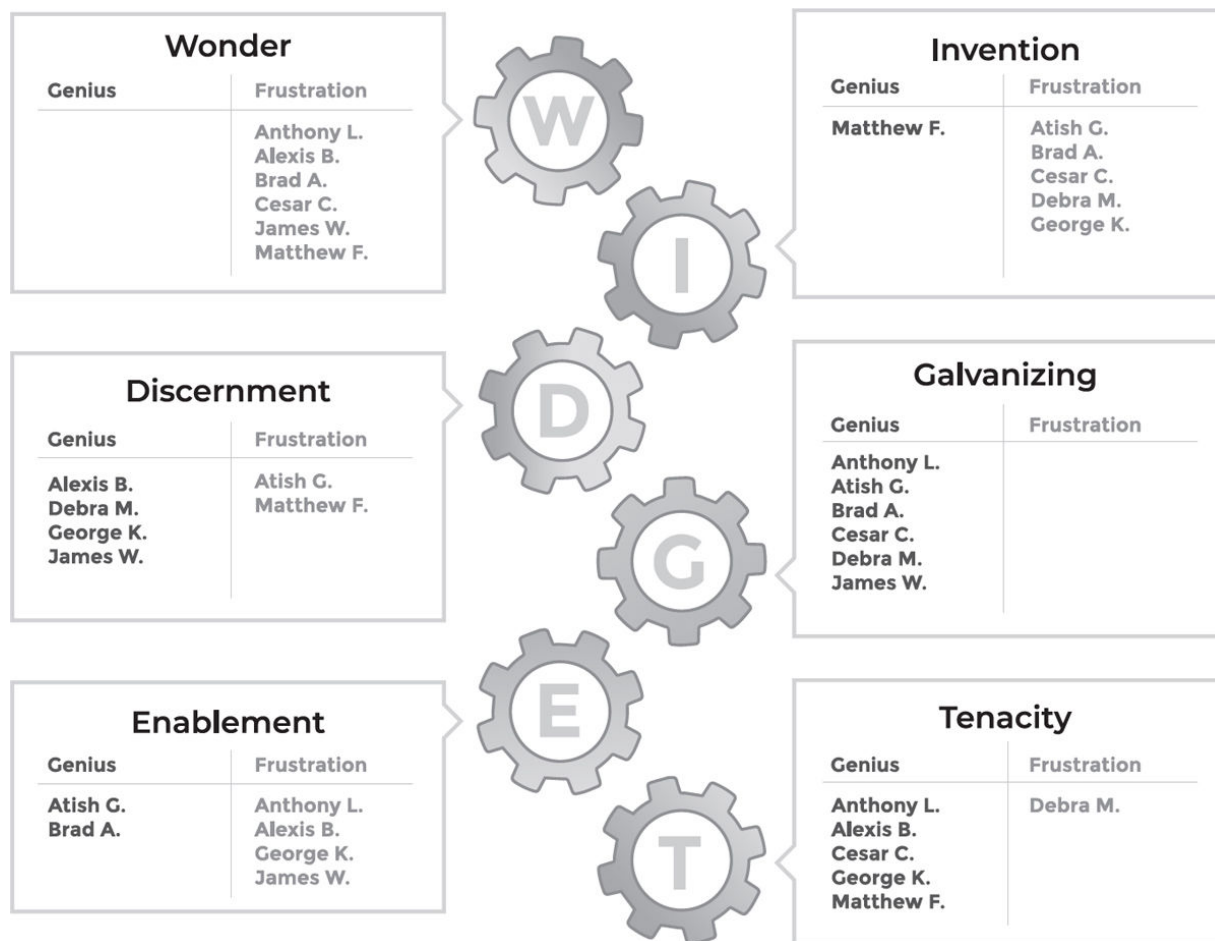 Wonder
Genius Frustration
Anthony L.
Alexis B.
Brad A.
Cesar C.
James W.
Matthew F.
W
Invention
Genius Frustration
Matthew F. Atish G.
Brad A.
Cesar C.
Debra M.
George K.
I
Discernment
Genius Frustration
Alexis B. Atish G.
Debra M. Matthew F.
George K.
James W.
D
Galvanizing
Genius Frustration
Anthony L.
Atish G.
Brad A.
Cesar C.
Debra M.
James W.
G
Enablement
Genius Frustration
Atish G. Anthony L.
Brad A. Alexis B.
George K.
James W.
E
Tenacity
Genius Frustration
Anthony L. Debra M.
Alexis B.
Cesar C.
George K.
Matthew F.
T